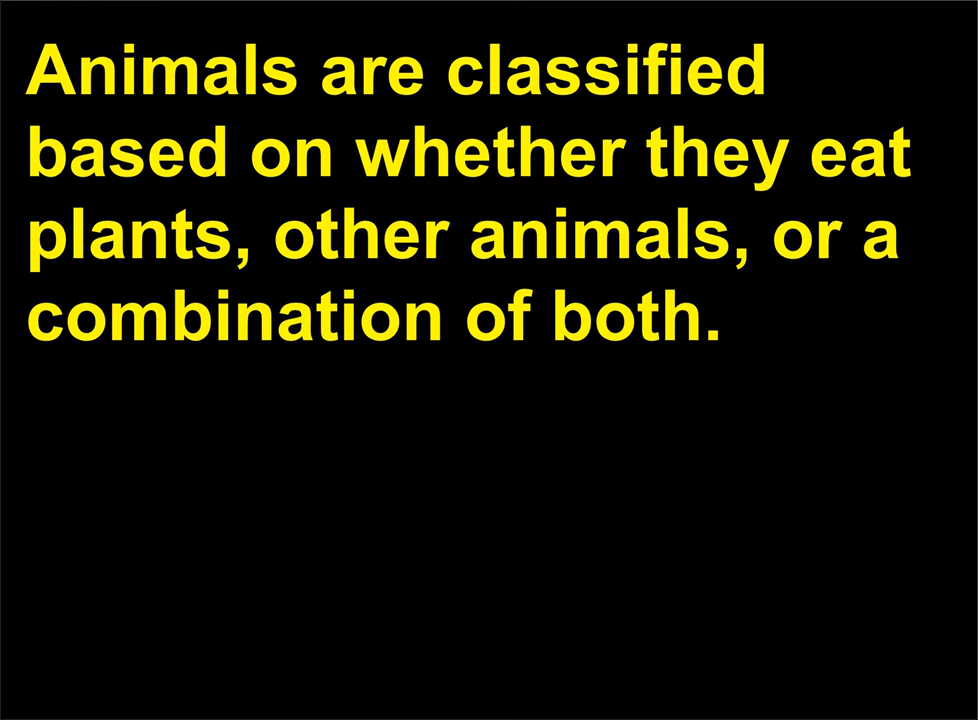 Animals are classified
based on whether they eat
plants, other animals, or a
combination of both.